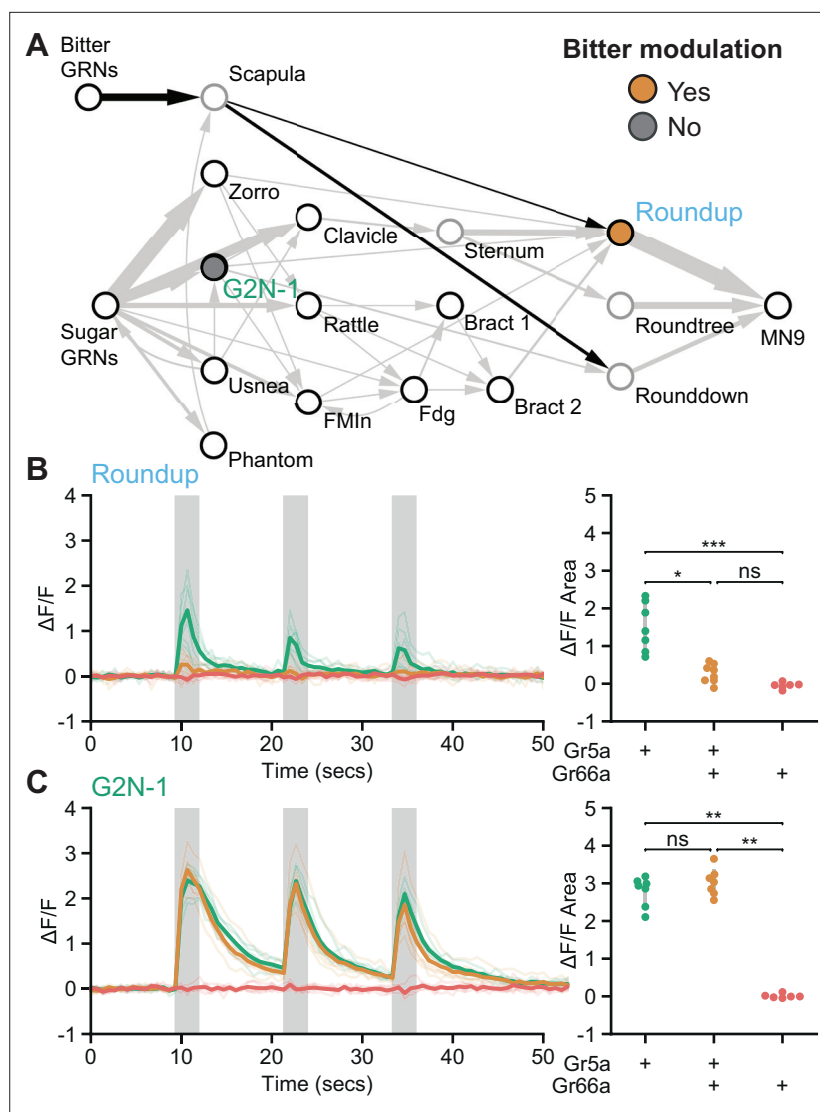 A
Bitter
GRNs
Scapula
Bitter modulation
Yes
No
Zorro
Clavicle
Sternum
Roundup
G2N-1
Sugar
GRNs
Rattle
Bract 1
Roundtree
MN9
Usnea
FMIn
Fdg
Bract 2
Rounddown
Phantom
B
Roundup
4
3
2
1
0
-1
ΔF/F
0 10 20 30 40 50
Time (secs)
5
4
3
2
1
0
-1
ΔF/F Area
***
* ns
Gr5a + +
Gr66a + +
C
G2N-1
4
3
2
1
0
-1
ΔF/F
0 10 20 30 40 50
Time (secs)
5
4
3
2
1
0
-1
ΔF/F Area
**
ns **
Gr5a + +
Gr66a + +